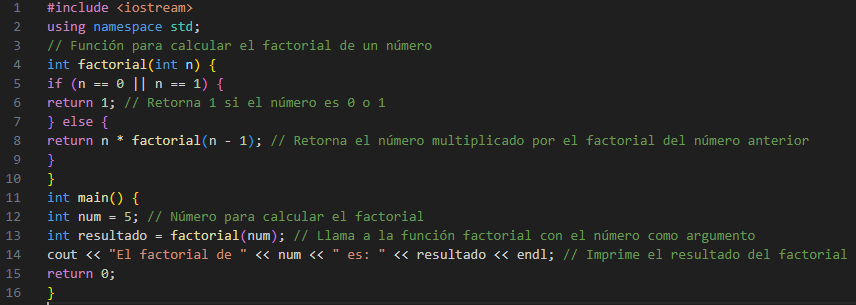 1 #include <iostream>
2 using namespace std;
3 // Función para calcular el factorial de un número
4 int factorial(int n) {
5 if (n == 0 || n == 1) {
6 return 1; // Retorna 1 si el número es 0 o 1
7 } else {
8 return n * factorial(n - 1); // Retorna el número multiplicado por el factorial del número anterior
9 }
10 }
11 int main() {
12 int num = 5; // Número para calcular el factorial
13 int resultado = factorial(num); // Llama a la función factorial con el número como argumento
14 cout << "El factorial de " << num << " es: " << resultado << endl; // Imprime el resultado del factorial
15 return 0;
16 }